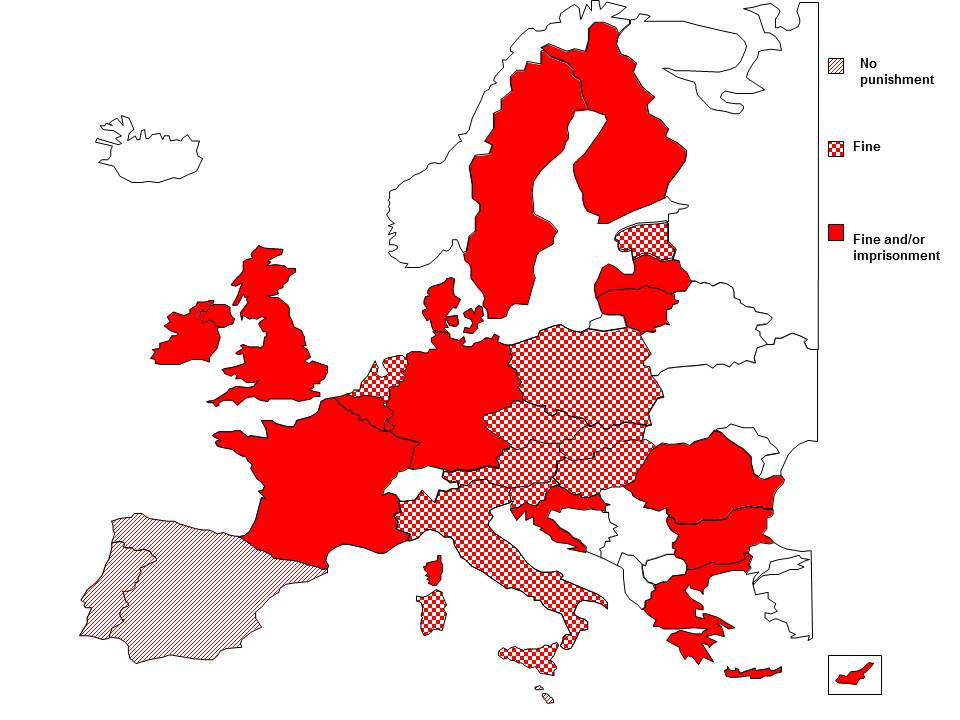 No
punishment
Fine
Fine and/or
imprisonment